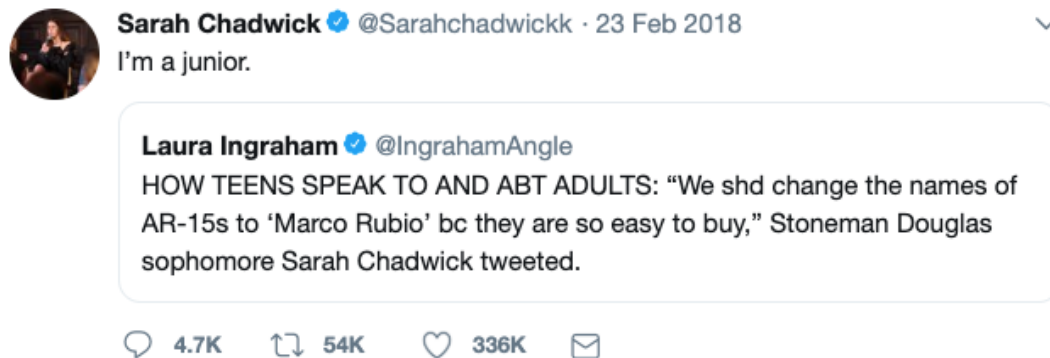 Sarah Chadwick @Sarahchadwickk · 23 Feb 2018
I’m a junior.
Laura Ingraham @IngrahamAngle
HOW TEENS SPEAK TO AND ABT ADULTS: “We shd change the names of
AR-15s to ‘Marco Rubio’ bc they are so easy to buy,” Stoneman Douglas
sophomore Sarah Chadwick tweeted.
4.7K 54K 336K